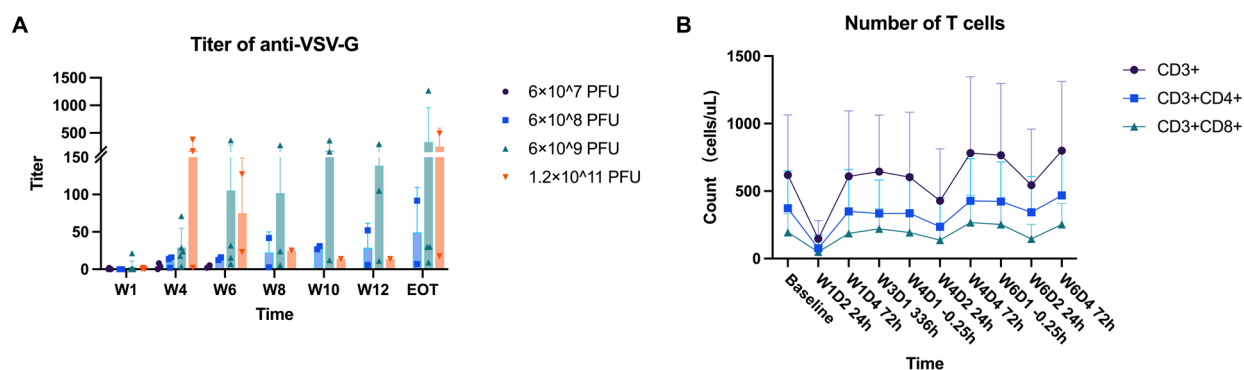 A
Titer of anti-VSV-G
1500
1000
500
150
100
50
0
Titer
W1 W4 W6 W8 W10 W12 EOT
Time
6×10^7 PFU
6×10^8 PFU
6×10^9 PFU
1.2×10^11 PFU
B
Number of T cells
1500
1000
500
0
Count (cells/uL)
Baseline
W1D2 24h
W1D4 72h
W3D1 336h
W4D1 -0.25h
W4D2 24h
W4D4 72h
W6D1 -0.25h
W6D2 24h
W6D4 72h
Time
CD3+
CD3+CD4+
CD3+CD8+